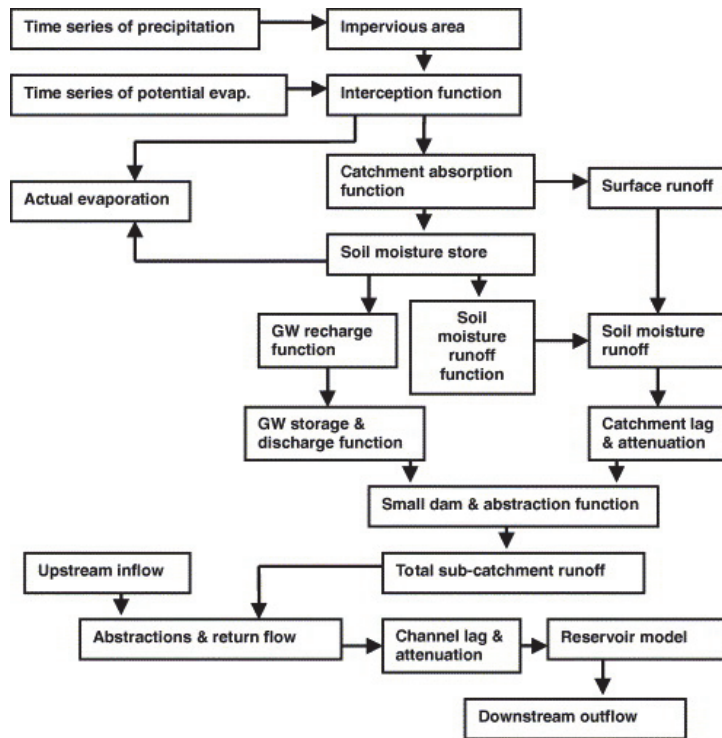 Time series of precipitation
Impervious area
Time series of potential evap.
Interception function
Catchment absorption
function
Surface runoff
Actual evaporation
Soil moisture store
GW recharge
function
Soil
moisture
runoff
function
Soil moisture
runoff
GW storage &
discharge function
Catchment lag
& attenuation
Small dam & abstraction function
Upstream inflow
Total sub-catchment runoff
Abstractions & return flow
Channel lag &
attenuation
Reservoir model
Downstream outflow